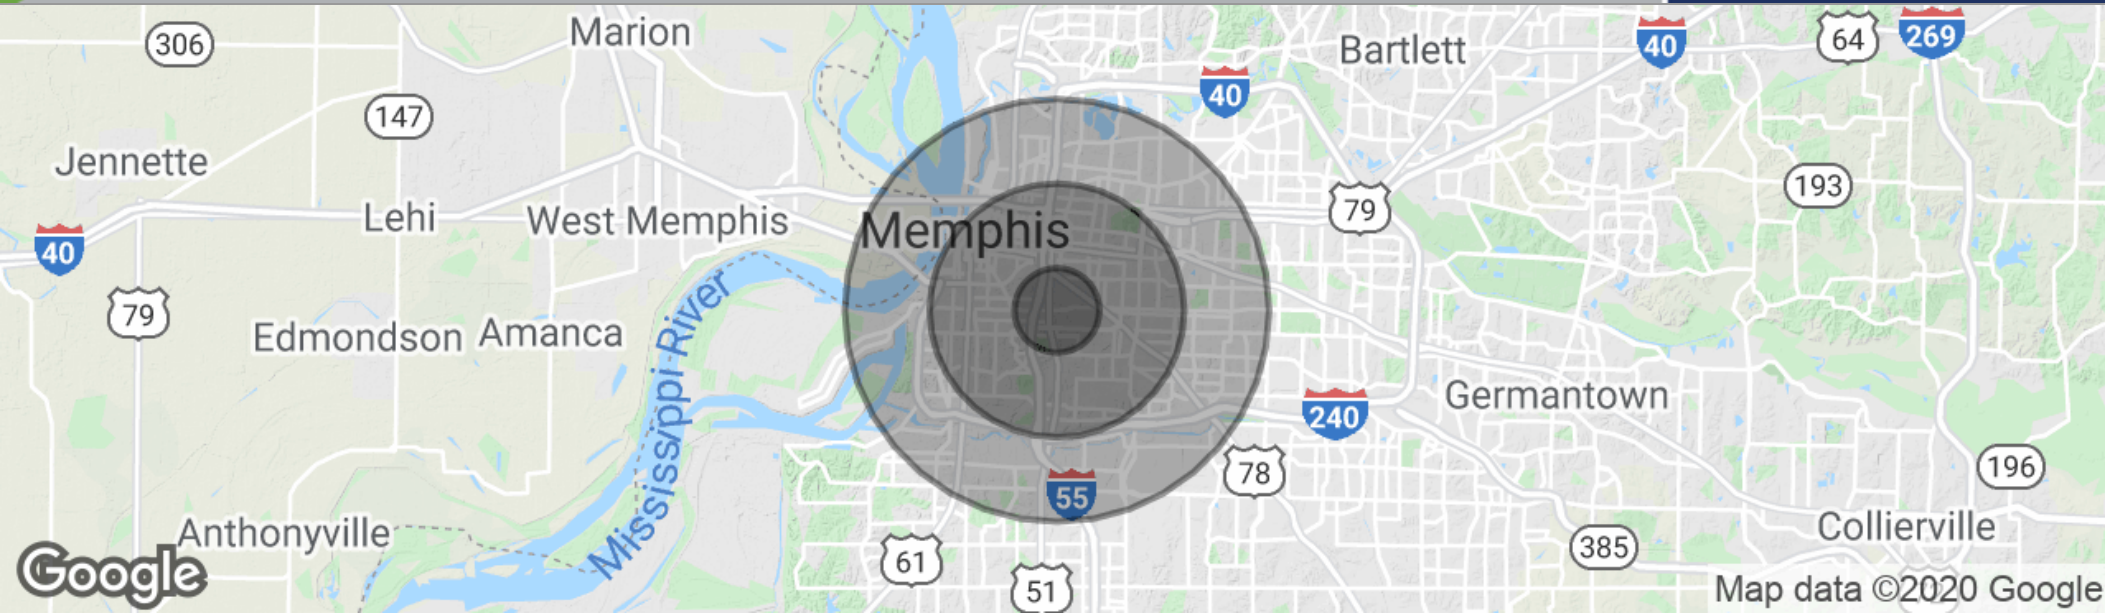 306
Marion
Bartlett
40
64
269
147
40
Jennette
193
Lehi
West Memphis
Memphis
79
40
79
Mississippi River
Edmondson
Amanca
Germantown
240
78
196
55
Anthonyville
Collierville
385
61
51
Google
Map data ©2020 Google